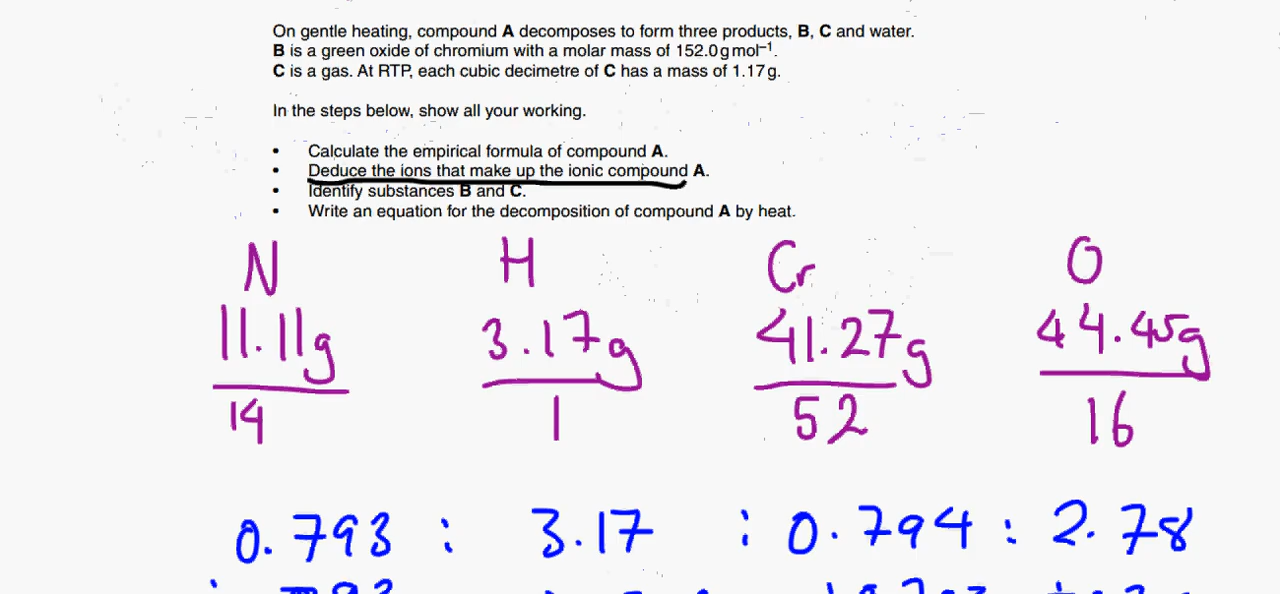 On gentle heating, compound A decomposes to form three products, B, C and water.
B is a green oxide of chromium with a molar mass of 152.0 g mol⁻¹.
C is a gas. At RTP, each cubic decimetre of C has a mass of 1.17 g.
In the steps below, show all your working.
• Calculate the empirical formula of compound A.
• Deduce the ions that make up the ionic compound A.
• Identify substances B and C.
• Write an equation for the decomposition of compound A by heat.
N H Cr O
11.11g 3.17g 41.27g 44.45g
14 1 52 16
0.793 : 3.17 : 0.794 : 2.78